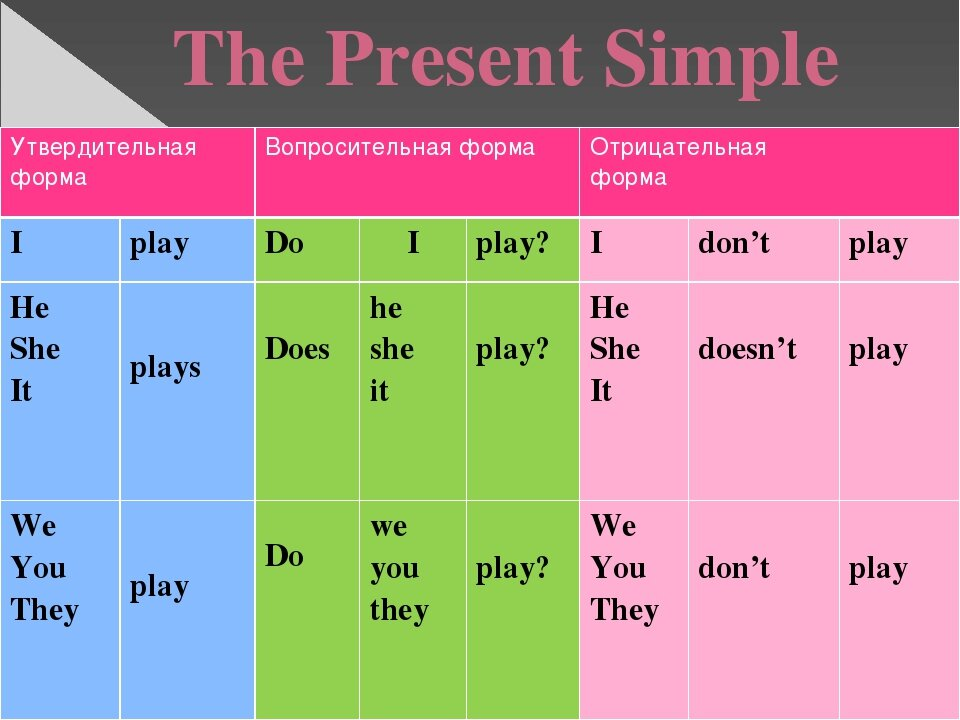 The Present Simple
Утвердительная
форма
Вопросительная форма
Отрицательная
форма
I play Do I play? I don’t play
He
She
It
plays
Does
he
she
it
play?
He
She
It
doesn’t
play
We
You
They
play
Do
we
you
they
play?
We
You
They
don’t
play